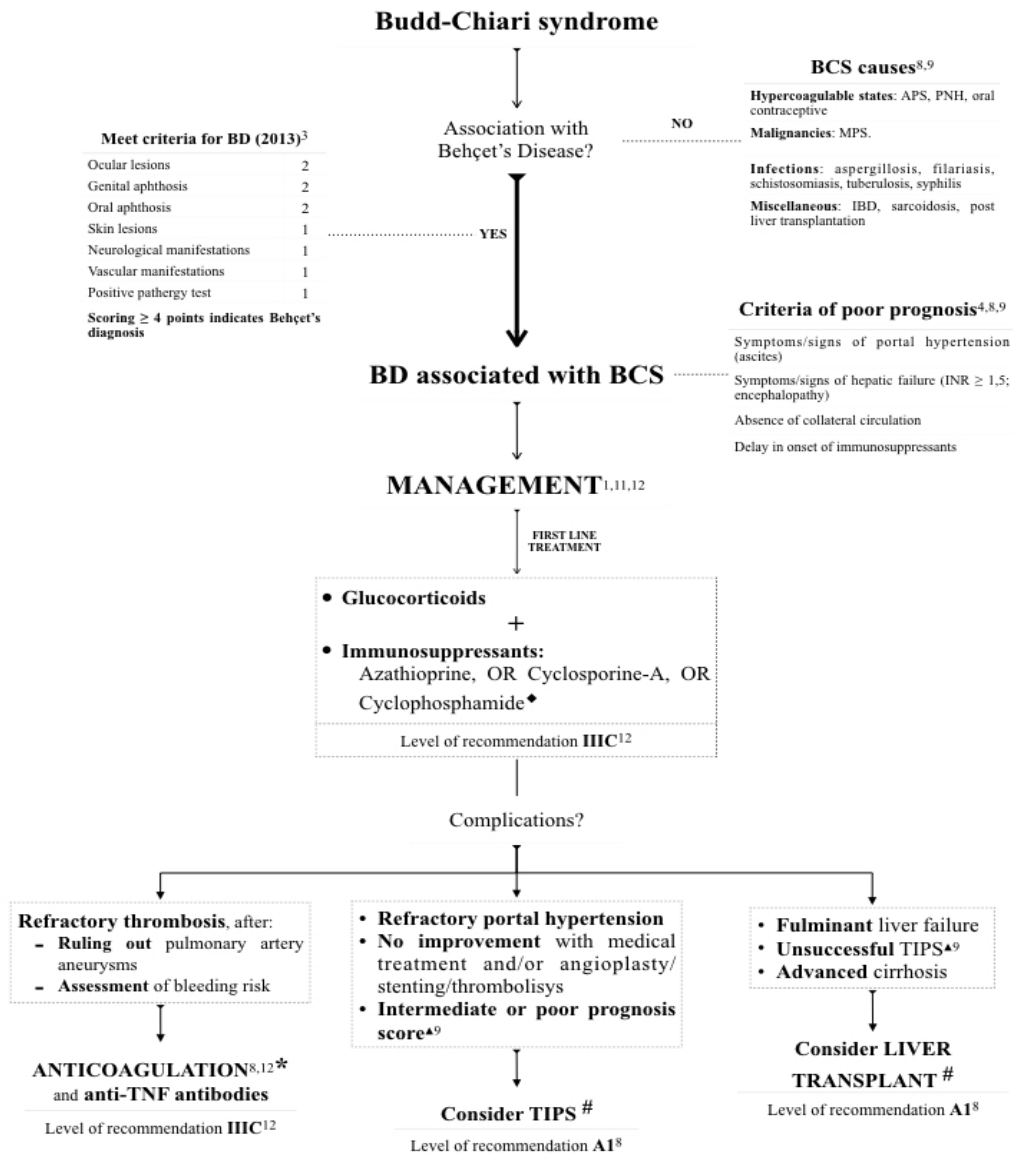 Budd-Chiari syndrome
Association with
Behçet's Disease?
NO
BCS causes8,9
Hypercoagulable states: APS, PNH, oral
contraceptive
Malignancies: MPS.
Infections: aspergillosis, filariasis,
schistosomiasis, tuberulosis, syphilis
Miscellaneous: IBD, sarcoidosis, post
liver transplantation
Meet criteria for BD (2013)3
Ocular lesions 2
Genital aphthosis 2
Oral aphthosis 2
Skin lesions 1
Neurological manifestations 1
Vascular manifestations 1
Positive pathergy test 1
Scoring ≥ 4 points indicates Behçet's
diagnosis
YES
Criteria of poor prognosis4,8,9
Symptoms/signs of portal hypertension
(ascites)
Symptoms/signs of hepatic failure (INR ≥ 1,5;
encephalopathy)
Absence of collateral circulation
Delay in onset of immunosuppressants
BD associated with BCS
MANAGEMENT1,11,12
FIRST LINE
TREATMENT
• Glucocorticoids
+
• Immunosuppressants:
Azathioprine, OR Cyclosporine-A, OR
Cyclophosphamide◆
Level of recommendation IIIC12
Complications?
Refractory thrombosis, after:
- Ruling out pulmonary artery
aneurysms
- Assessment of bleeding risk
ANTICOAGULATION8,12*
and anti-TNF antibodies
Level of recommendation IIIC12
• Refractory portal hypertension
• No improvement with medical
treatment and/or angioplasty/
stenting/thrombolisys
• Intermediate or poor prognosis
score▲9
Consider TIPS #
Level of recommendation A18
• Fulminant liver failure
• Unsuccessful TIPS▲9
• Advanced cirrhosis
Consider LIVER
TRANSPLANT #
Level of recommendation A18